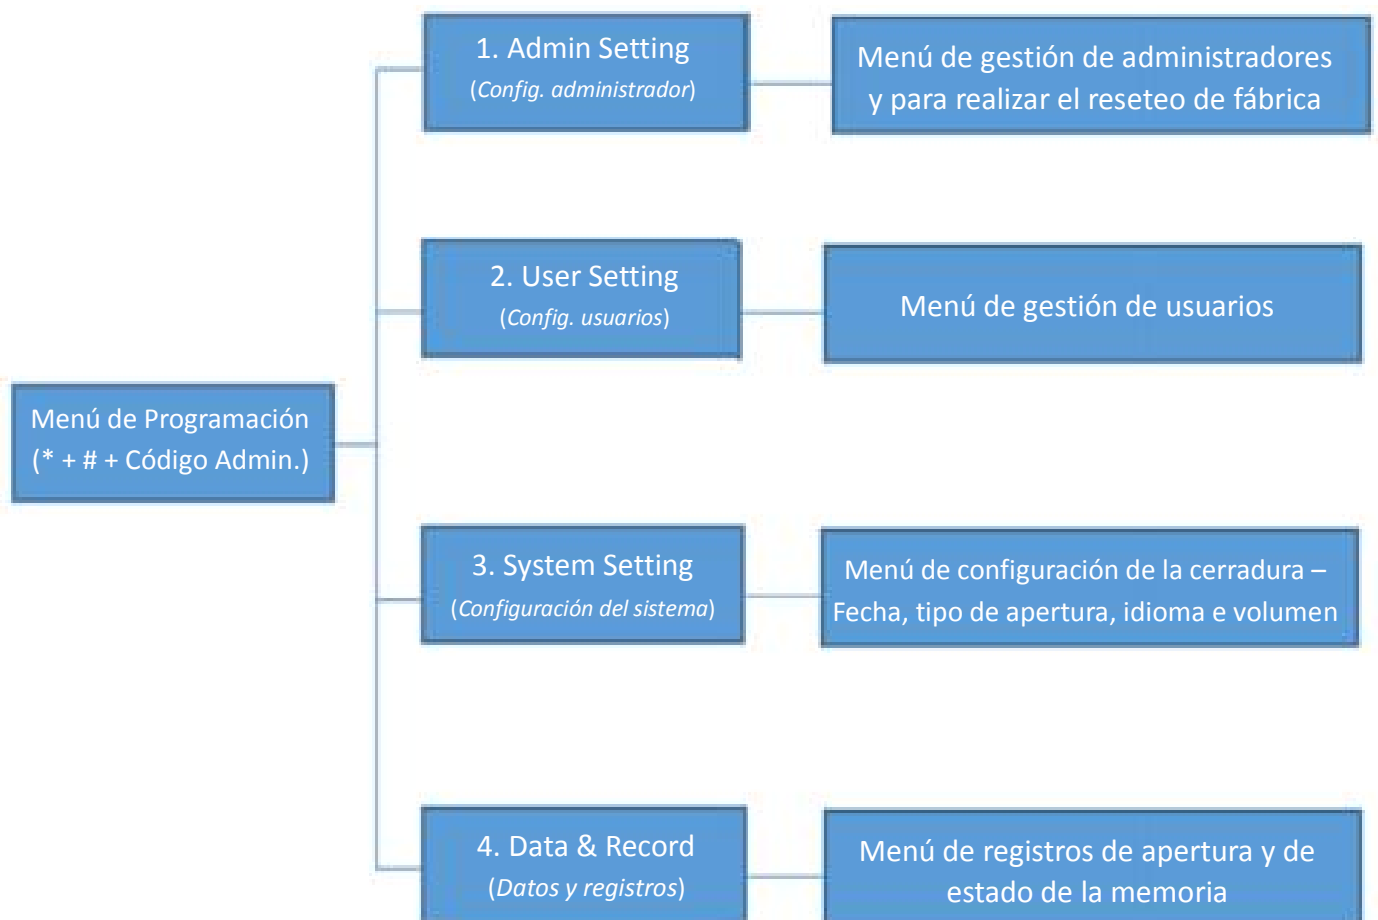 1. Admin Setting
(Config. administrador)
Menú de gestión de administradores
y para realizar el reseteo de fábrica
2. User Setting
(Config. usuarios)
Menú de gestión de usuarios
Menú de Programación
(* + # + Código Admin.)
3. System Setting
(Configuración del sistema)
Menú de configuración de la cerradura –
Fecha, tipo de apertura, idioma e volumen
4. Data & Record
(Datos y registros)
Menú de registros de apertura y de
estado de la memoria